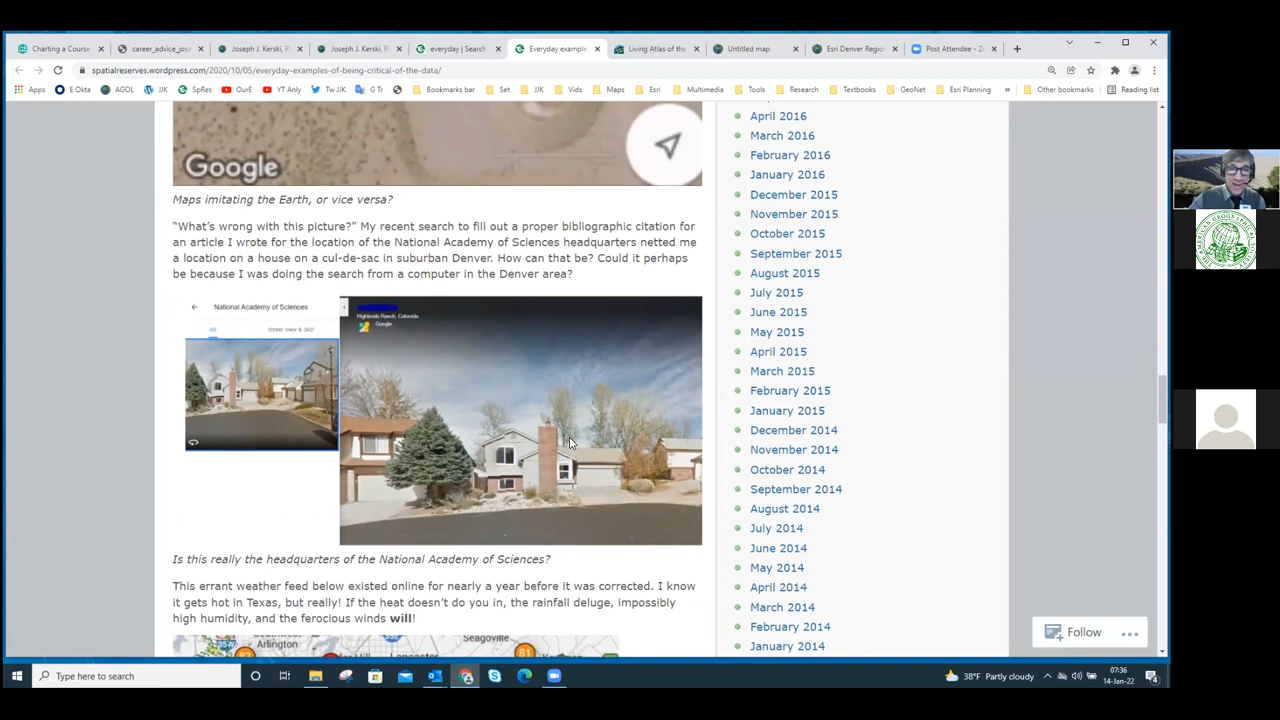 Charting a Course
career_advice_jose
Joseph J. Kerski, P
Joseph J. Kerski, P
everyday | Search
Everyday example
Living Atlas of the
Untitled map
Esri Denver Region
Post Attendee - Zo
spatialreserves.wordpress.com/2020/10/05/everyday-examples-of-being-critical-of-the-data/
Apps
E Okta
AGOL
JJK
SpRes
OurE
YT Anly
Tw JJK
G Tr
Bookmarks bar
Set
JJK
Vids
Maps
Esri
Multimedia
Tools
Research
Textbooks
GeoNet
Esri Planning
»
Other bookmarks
Reading list
Google
Maps imitating the Earth, or vice versa?
“What’s wrong with this picture?” My recent search to fill out a proper bibliographic citation for
an article I wrote for the location of the National Academy of Sciences headquarters netted me
a location on a house on a cul-de-sac in suburban Denver. How can that be? Could it perhaps
be because I was doing the search from a computer in the Denver area?
National Academy of Sciences
All
Street View & 360°
Highlands Ranch, Colorado
Google
Is this really the headquarters of the National Academy of Sciences?
This errant weather feed below existed online for nearly a year before it was corrected. I know
it gets hot in Texas, but really! If the heat doesn’t do you in, the rainfall deluge, impossibly
high humidity, and the ferocious winds will!
Arlington
Lancaster
Seagoville
81
April 2016
March 2016
February 2016
January 2016
December 2015
November 2015
October 2015
September 2015
August 2015
July 2015
June 2015
May 2015
April 2015
March 2015
February 2015
January 2015
December 2014
November 2014
October 2014
September 2014
August 2014
July 2014
June 2014
May 2014
April 2014
March 2014
February 2014
January 2014
Follow
Type here to search
38°F Partly cloudy
07:36
14-Jan-22